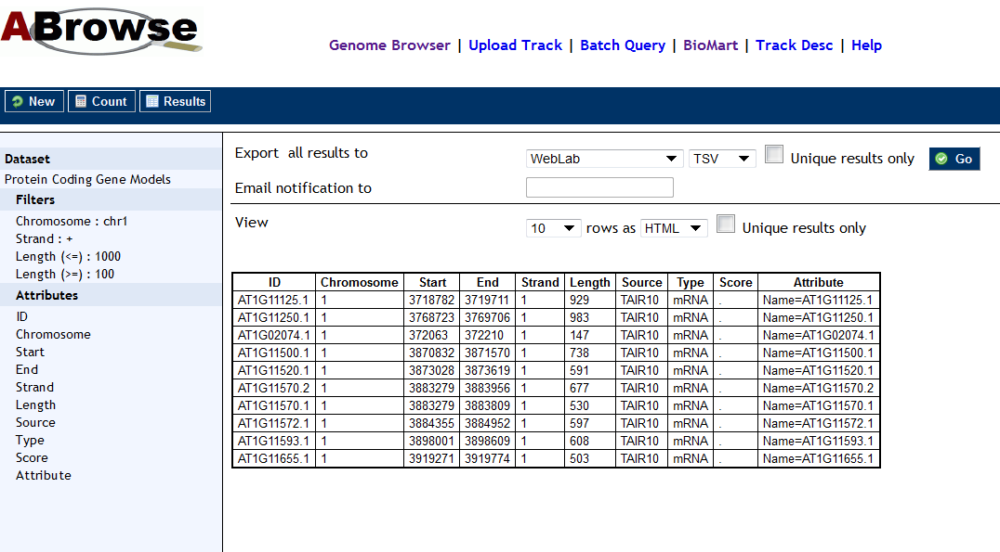 ABrowse
Genome Browser | Upload Track | Batch Query | BioMart | Track Desc | Help
New Count Results
Dataset
Protein Coding Gene Models
Filters
Chromosome : chr1
Strand : +
Length (<=) : 1000
Length (>=) : 100
Attributes
ID
Chromosome
Start
End
Strand
Length
Source
Type
Score
Attribute
Export all results to WebLab TSV Unique results only Go
Email notification to
View 10 rows as HTML Unique results only
ID Chromosome Start End Strand Length Source Type Score Attribute
AT1G11125.1 1 3718782 3719711 1 929 TAIR10 mRNA . Name=AT1G11125.1
AT1G11250.1 1 3768723 3769706 1 983 TAIR10 mRNA . Name=AT1G11250.1
AT1G02074.1 1 372063 372210 1 147 TAIR10 mRNA . Name=AT1G02074.1
AT1G11500.1 1 3870832 3871570 1 738 TAIR10 mRNA . Name=AT1G11500.1
AT1G11520.1 1 3873028 3873619 1 591 TAIR10 mRNA . Name=AT1G11520.1
AT1G11570.2 1 3883279 3883956 1 677 TAIR10 mRNA . Name=AT1G11570.2
AT1G11570.1 1 3883279 3883809 1 530 TAIR10 mRNA . Name=AT1G11570.1
AT1G11572.1 1 3884355 3884952 1 597 TAIR10 mRNA . Name=AT1G11572.1
AT1G11593.1 1 3898001 3898609 1 608 TAIR10 mRNA . Name=AT1G11593.1
AT1G11655.1 1 3919271 3919774 1 503 TAIR10 mRNA . Name=AT1G11655.1